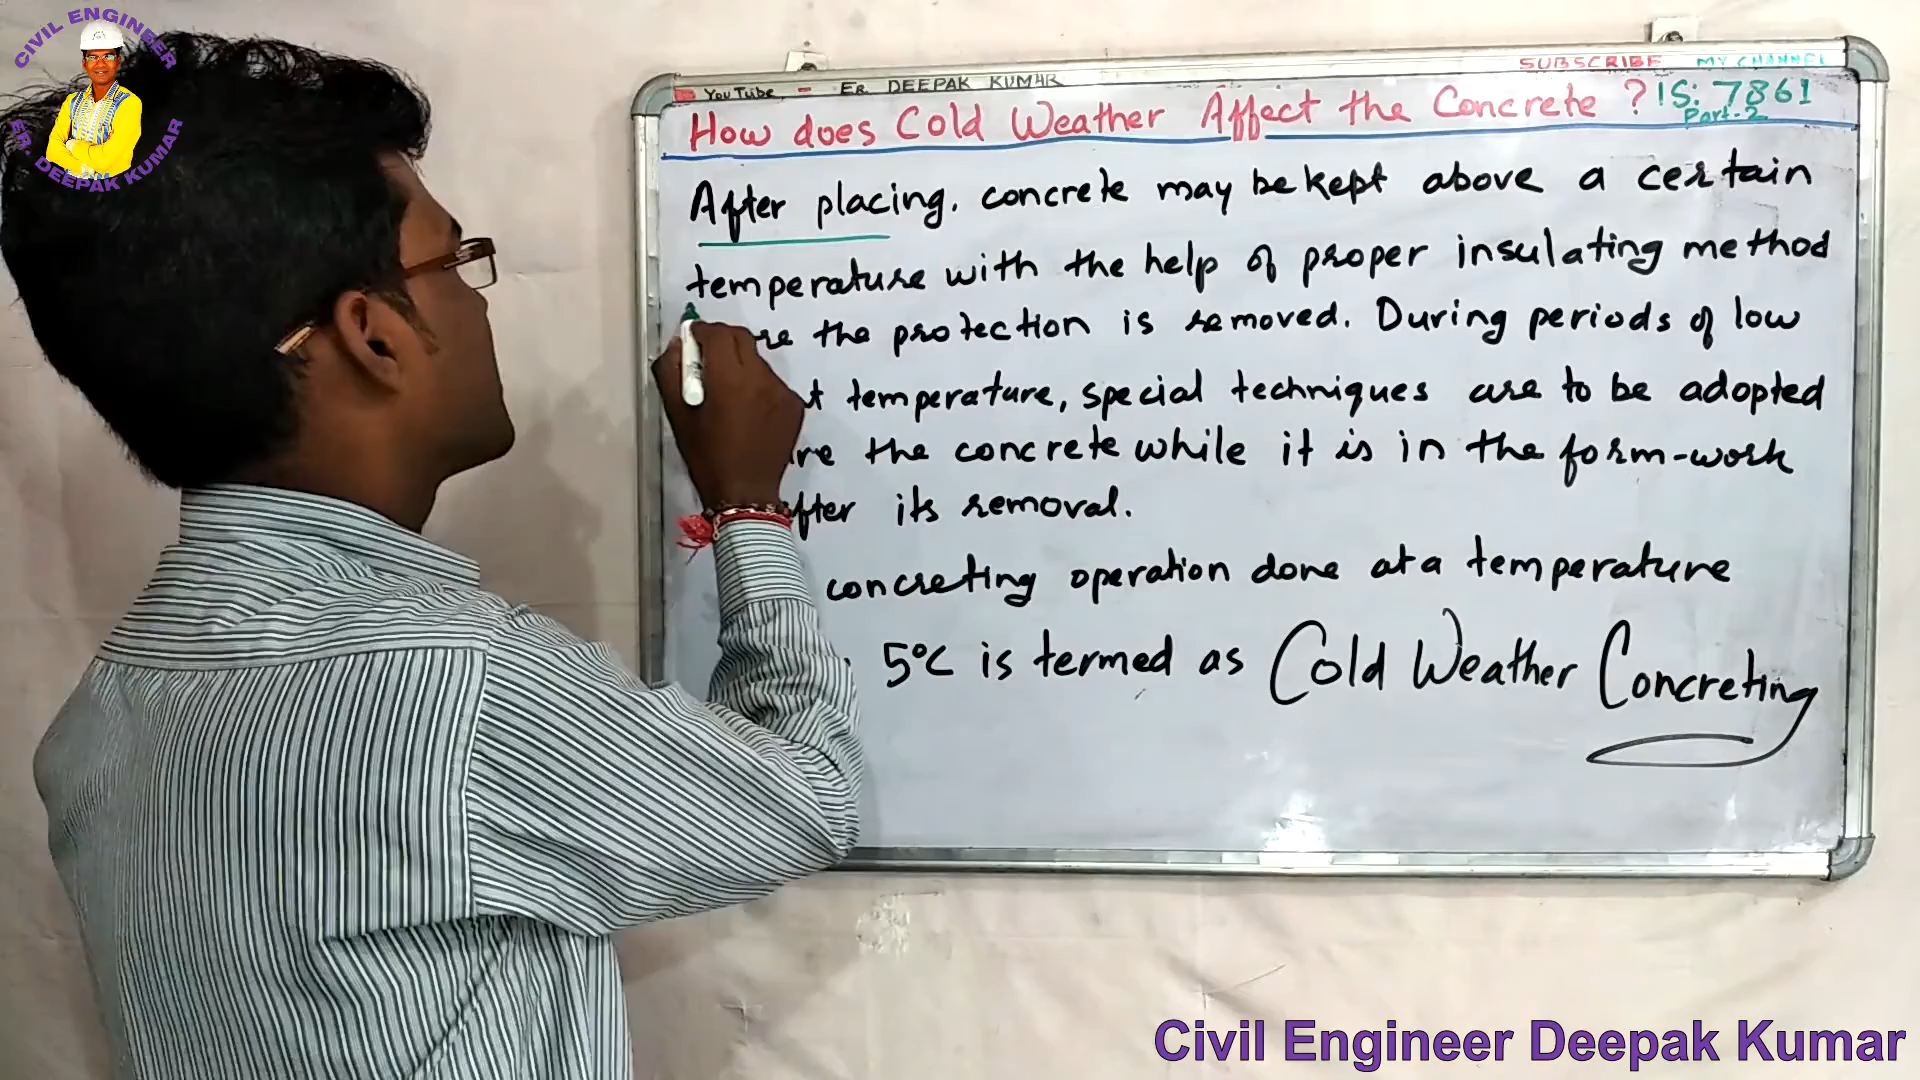 CIVIL ENGINEER
ER. DEEPAK KUMAR
SUBSCRIBE MY CHANNEL
YouTube - ER. DEEPAK KUMAR
How does Cold Weather Affect the Concrete ? IS: 7861
Part-2
After placing. concrete may be kept above a certain
temperature with the help of proper insulating method
the protection is removed. During periods of low
temperature, special techniques are to be adopted
the concrete while it is in the form-work
its removal.
concreting operation done at a temperature
5°C is termed as Cold Weather Concreting
Civil Engineer Deepak Kumar